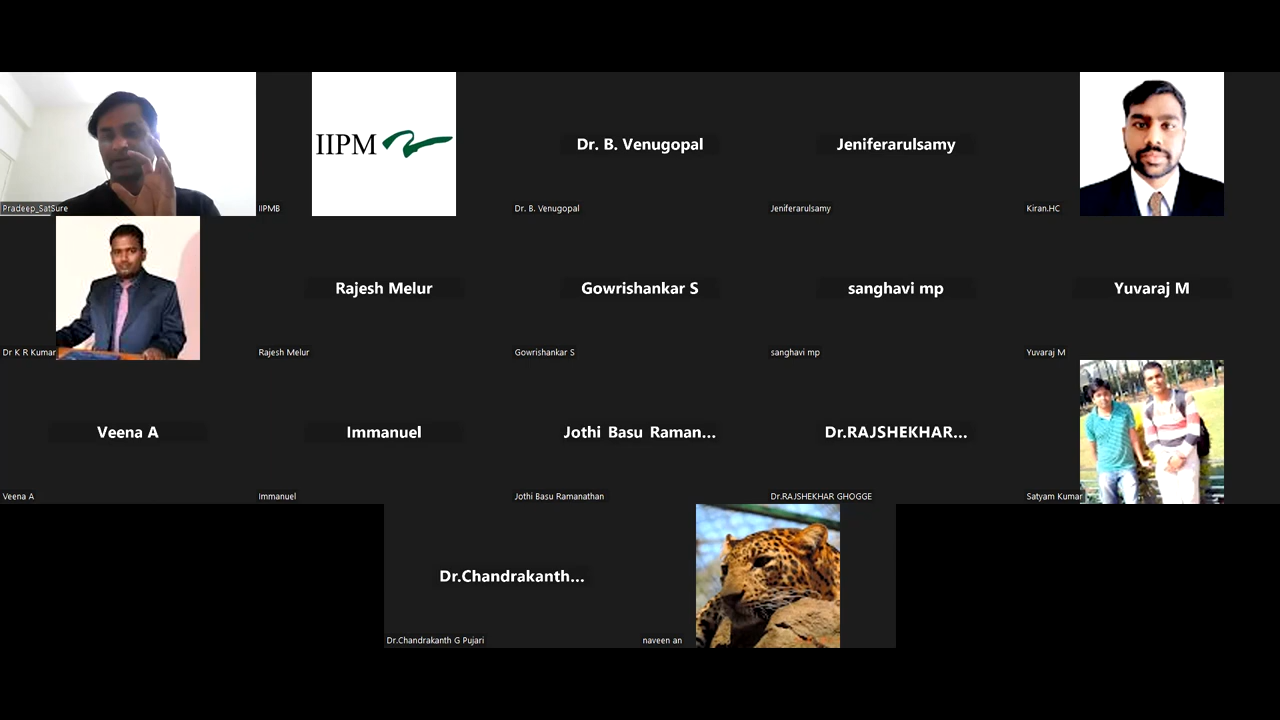 IIPM
Dr. B. Venugopal
Jeniferarulsamy
Pradeep_SatSure
IIPMB
Dr. B. Venugopal
Jeniferarulsamy
Kiran.HC
Rajesh Melur
Gowrishankar S
sanghavi mp
Yuvaraj M
Dr K R Kumar
Rajesh Melur
Gowrishankar S
sanghavi mp
Yuvaraj M
Veena A
Immanuel
Jothi Basu Raman...
Dr.RAJSHEKHAR...
Veena A
Immanuel
Jothi Basu Ramanathan
Dr.RAJSHEKHAR GHOGGE
Satyam Kumar
Dr.Chandrakanth...
Dr.Chandrakanth G Pujari
naveen an